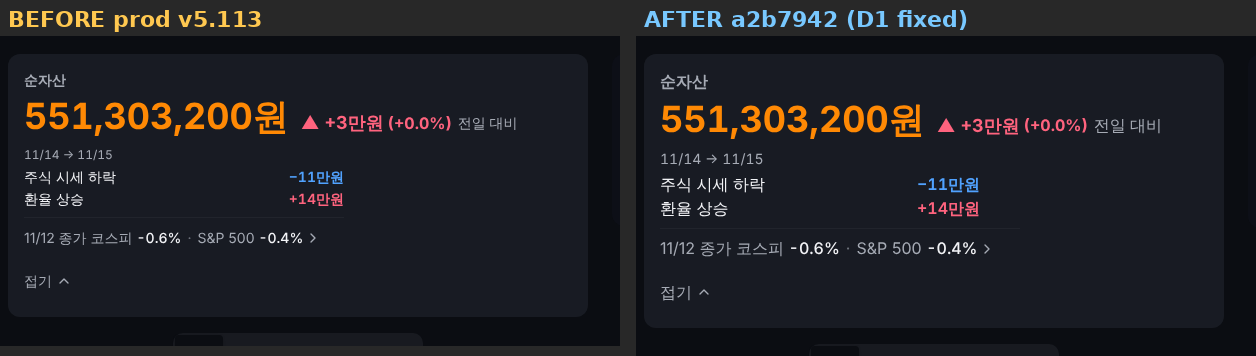 BEFORE prod v5.113
순자산
551,303,200원 ▲ +3만원 (+0.0%) 전일 대비
11/14 → 11/15
주식 시세 하락 −11만원
환율 상승 +14만원
11/12 종가 코스피 -0.6% · S&P 500 -0.4% >
접기
AFTER a2b7942 (D1 fixed)
순자산
551,303,200원 ▲ +3만원 (+0.0%) 전일 대비
11/14 → 11/15
주식 시세 하락 −11만원
환율 상승 +14만원
11/12 종가 코스피 -0.6% · S&P 500 -0.4% >
접기